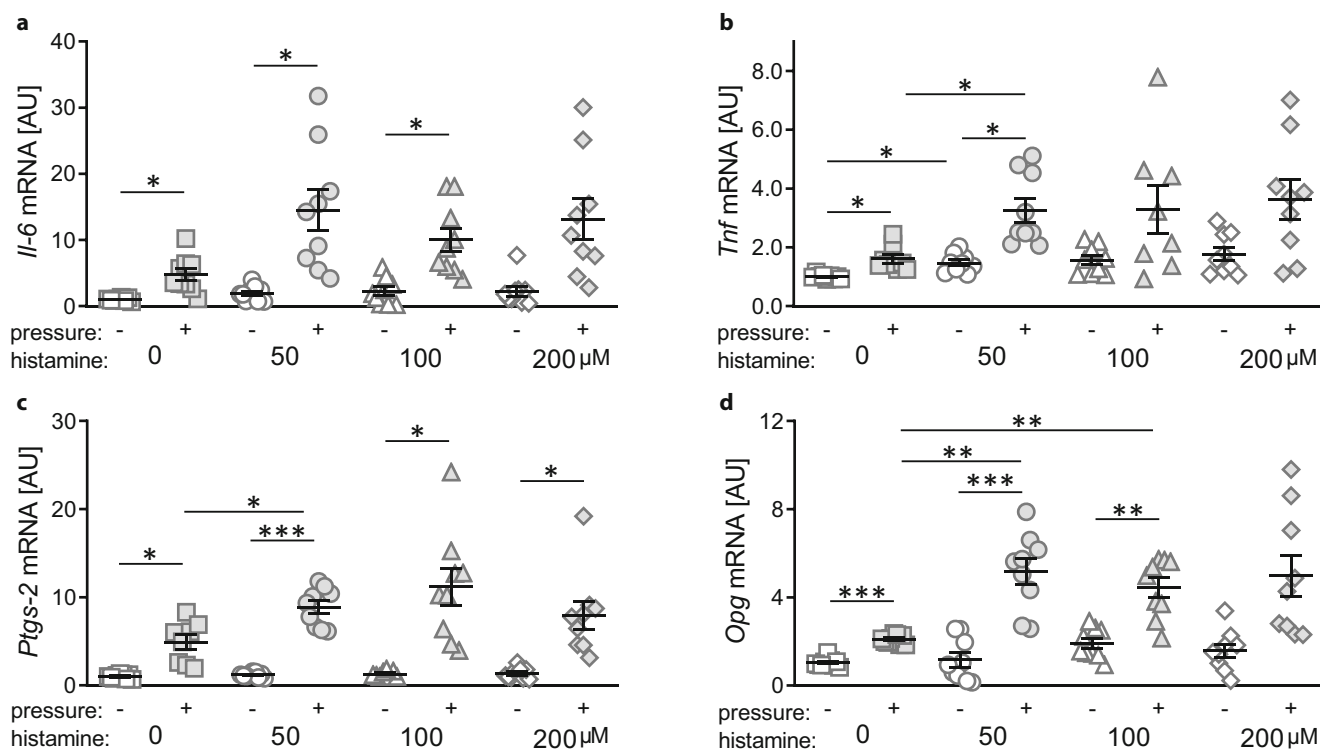 a
Il-6 mRNA [AU]
40
30
20
10
0
* * *
pressure: - + - + - + - +
histamine: 0 50 100 200 µM
b
Tnf mRNA [AU]
8.0
6.0
4.0
2.0
0.0
*
*
*
*
pressure: - + - + - + - +
histamine: 0 50 100 200 µM
c
Ptgs-2 mRNA [AU]
30
20
10
0
*
*
*
***
*
pressure: - + - + - + - +
histamine: 0 50 100 200 µM
d
Opg mRNA [AU]
12
8
4
0
**
**
***
**
***
pressure: - + - + - + - +
histamine: 0 50 100 200 µM